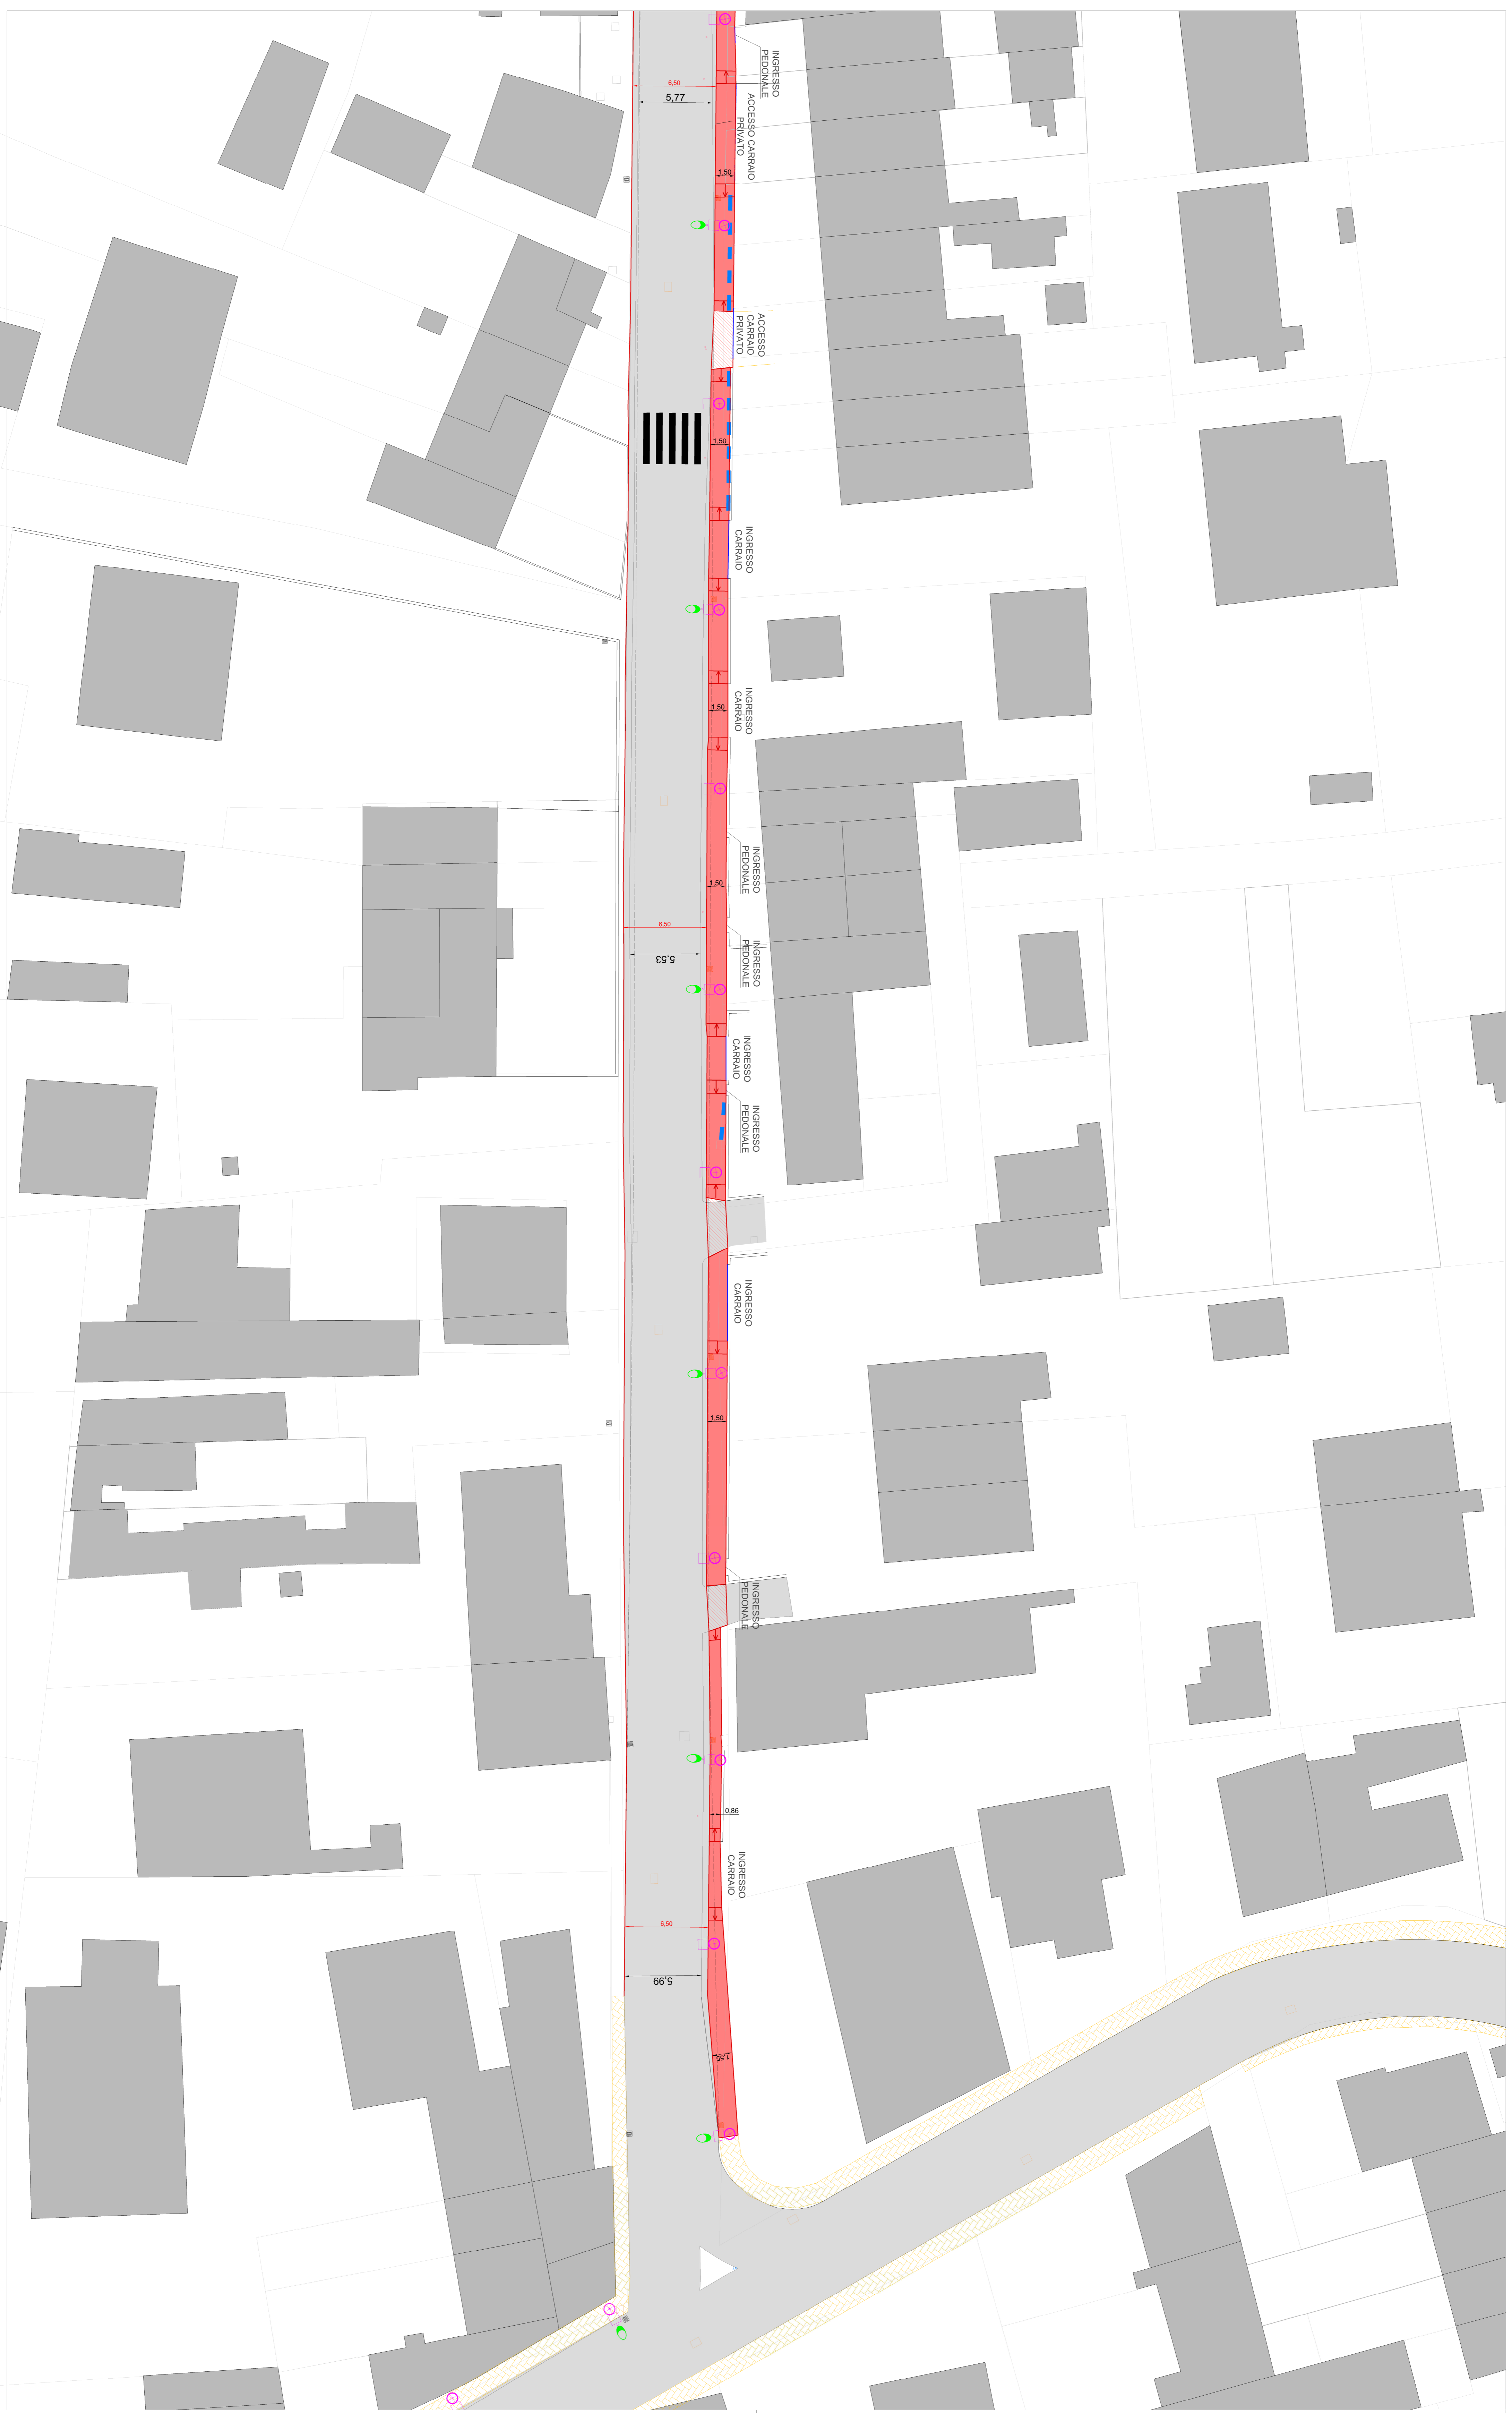 INGRESSO
PEDONALE
6,50
5,77
ACCESSO CARRAIO
PRIVATO
1,50
ACCESSO
CARRAIO
PRIVATO
1,50
INGRESSO
CARRAIO
INGRESSO
CARRAIO
1,50
INGRESSO
PEDONALE
1,50
6,50
INGRESSO
PEDONALE
5,53
INGRESSO
CARRAIO
INGRESSO
PEDONALE
INGRESSO
CARRAIO
1,50
INGRESSO
PEDONALE
0,86
INGRESSO
CARRAIO
6,50
5,99
1,55